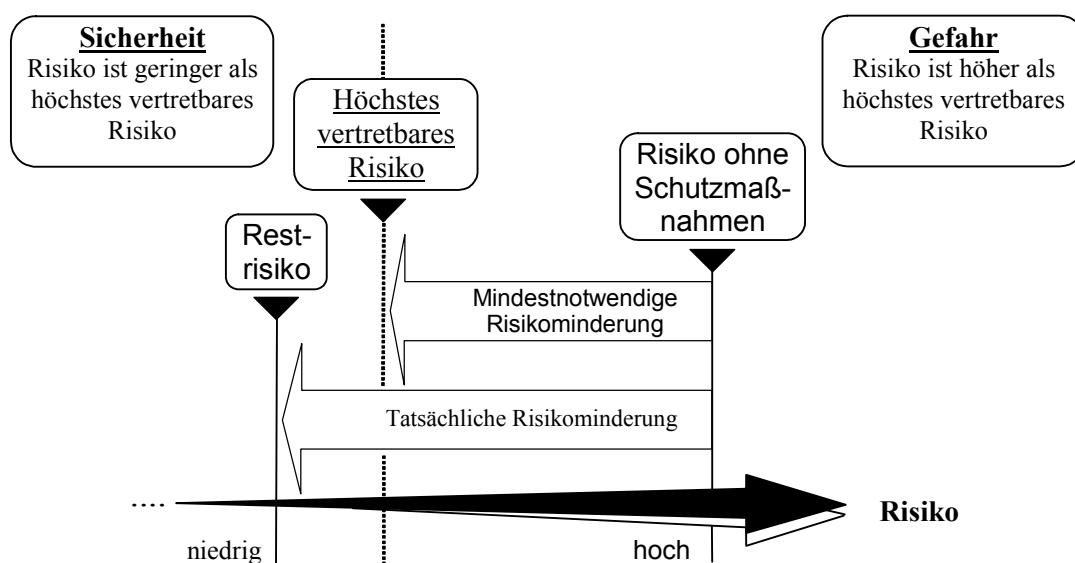 Sicherheit
Risiko ist geringer als
höchstes vertretbares
Risiko
Höchstes
vertretbares
Risiko
Gefahr
Risiko ist höher als
höchstes vertretbares
Risiko
Risiko ohne
Schutzmaß-
nahmen
Rest-
risiko
Mindestnotwendige
Risikominderung
Tatsächliche Risikominderung
....
Risiko
niedrig
hoch